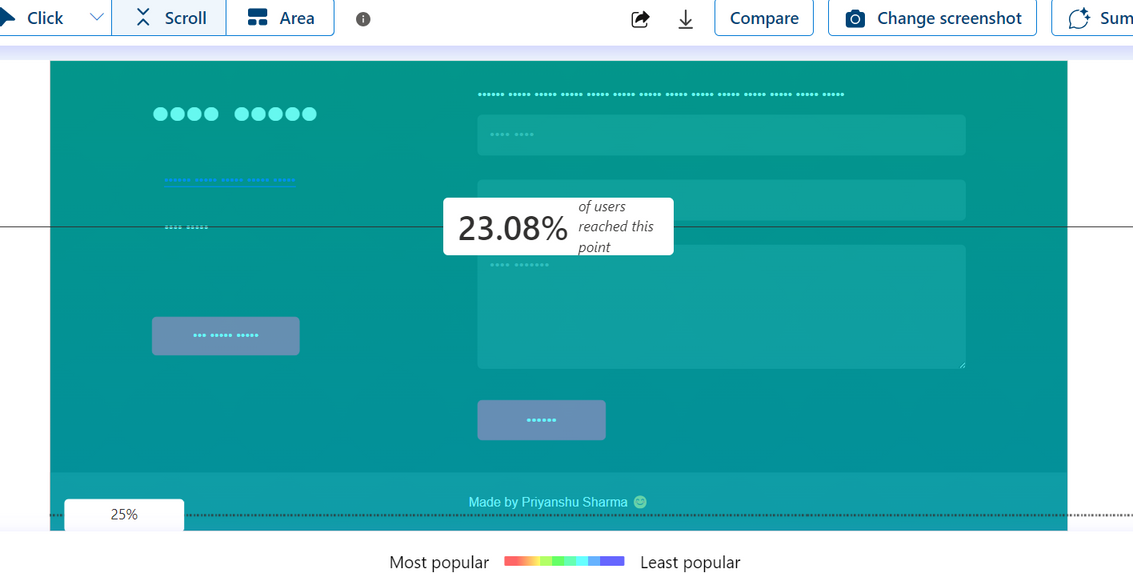 Click
Scroll
Area
Compare
Change screenshot
23.08%
of users
reached this
point
Made by Priyanshu Sharma 😊
25%
Most popular
Least popular